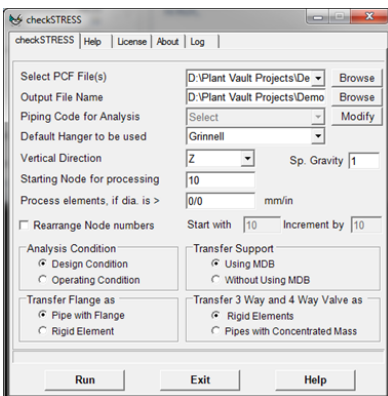 checkSTRESS
checkSTRESS Help License About Log
Select PCF File(s) D:\Plant Vault Projects\De Browse
Output File Name D:\Plant Vault Projects\Demo Browse
Piping Code for Analysis Select Modify
Default Hanger to be used Grinnell
Vertical Direction Z Sp. Gravity 1
Starting Node for processing 10
Process elements, if dia. is > 0/0 mm/in
Rearrange Node numbers Start with 10 Increment by 10
Analysis Condition Transfer Support
Design Condition Using MDB
Operating Condition Without Using MDB
Transfer Flange as Transfer 3 Way and 4 Way Valve as
Pipe with Flange Rigid Elements
Rigid Element Pipes with Concentrated Mass
Run Exit Help